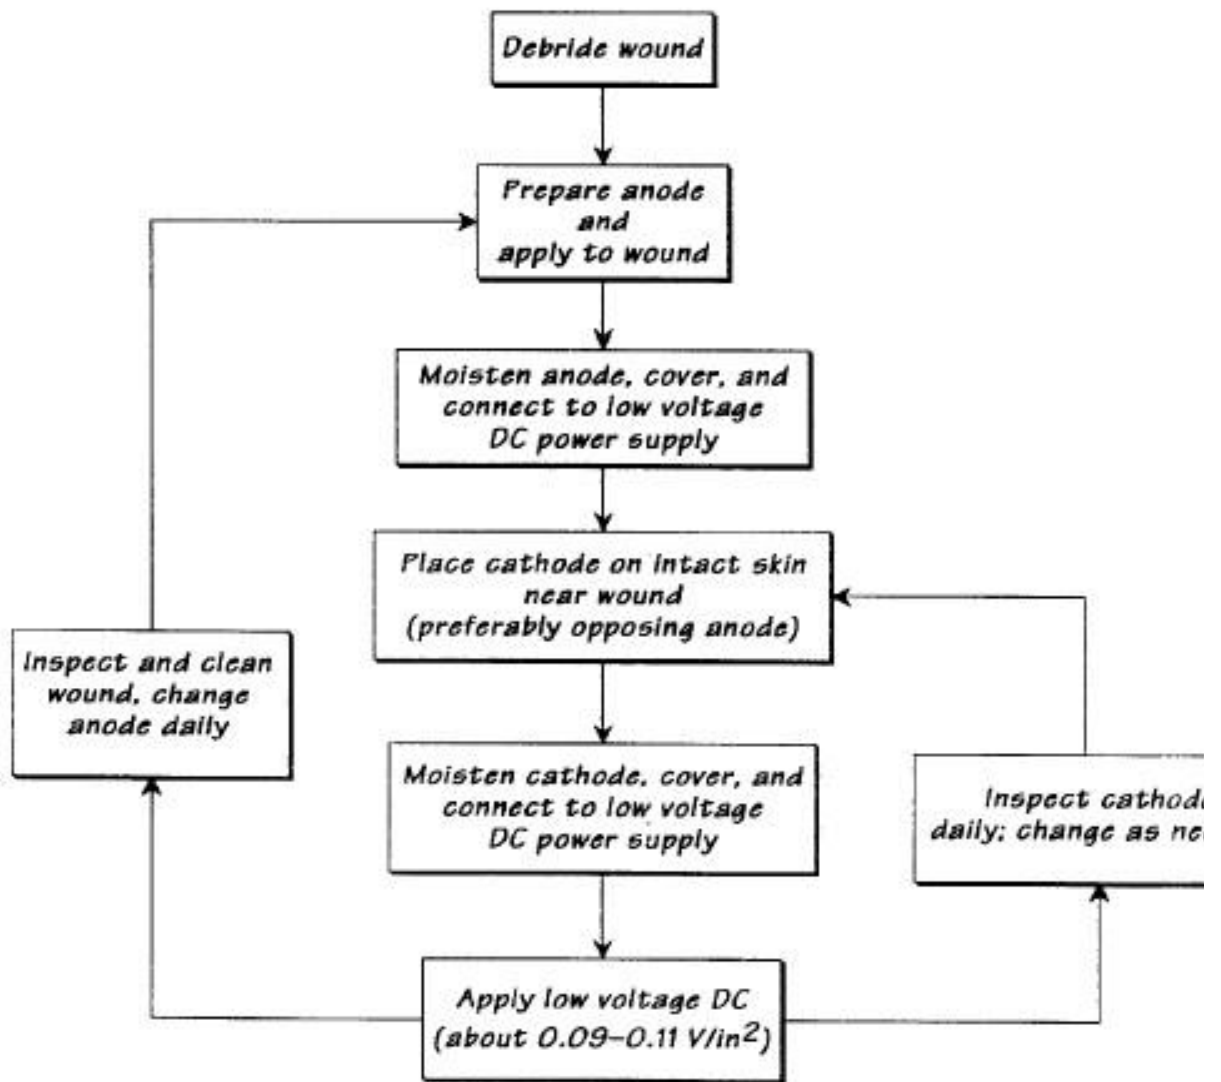 Debride wound
Prepare anode
and
apply to wound
Moisten anode, cover, and
connect to low voltage
DC power supply
Place cathode on intact skin
near wound
(preferably opposing anode)
Inspect and clean
wound, change
anode daily
Moisten cathode, cover, and
connect to low voltage
DC power supply
Inspect cathod
daily; change as ne
Apply low voltage DC
(about 0.09–0.11 V/in²)